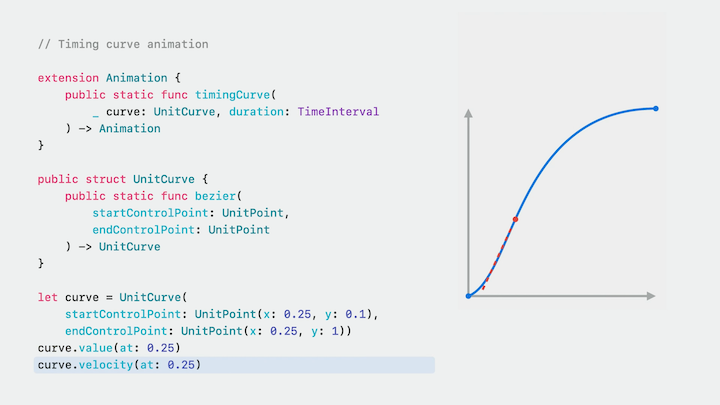 // Timing curve animation
extension Animation {
    public static func timingCurve(
        _ curve: UnitCurve, duration: TimeInterval
    ) -> Animation
}
public struct UnitCurve {
    public static func bezier(
        startControlPoint: UnitPoint,
        endControlPoint: UnitPoint
    ) -> UnitCurve
}
let curve = UnitCurve(
    startControlPoint: UnitPoint(x: 0.25, y: 0.1),
    endControlPoint: UnitPoint(x: 0.25, y: 1))
curve.value(at: 0.25)
curve.velocity(at: 0.25)